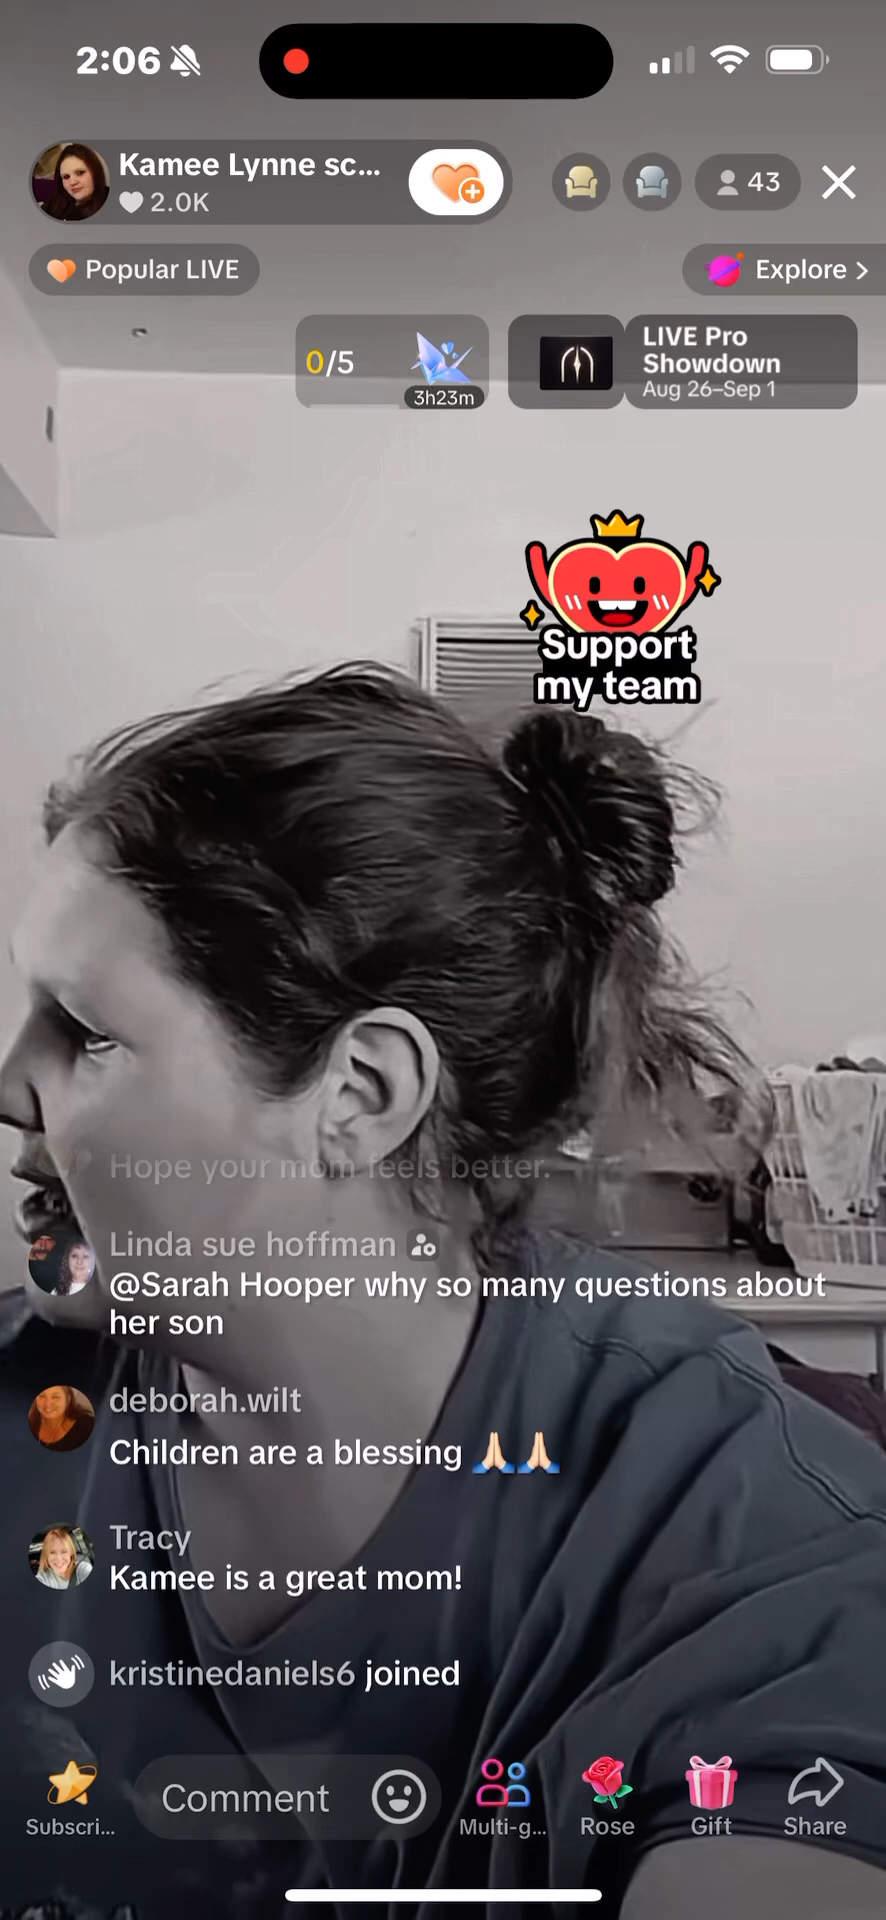 2:06
Kamee Lynne sc...
2.0K
43
Popular LIVE
Explore >
0/5
3h23m
LIVE Pro
Showdown
Aug 26–Sep 1
Support
my team
Hope your mom feels better.
Linda sue hoffman
@Sarah Hooper why so many questions about
her son
deborah.wilt
Children are a blessing 🙏🏻🙏🏻
Tracy
Kamee is a great mom!
kristinedaniels6 joined
Subscri...
Comment
Multi-g...
Rose
Gift
Share